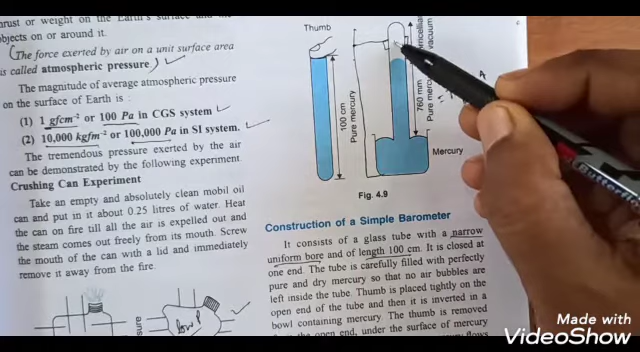 thrust or weight on the Earth's surface and the
objects on or around it.
(The force exerted by air on a unit surface area
is called atmospheric pressure.)
The magnitude of average atmospheric pressure
on the surface of Earth is :
(1) 1 gfcm⁻² or 100 Pa in CGS system
(2) 10,000 kgfm⁻² or 100,000 Pa in SI system.
The tremendous pressure exerted by the air
can be demonstrated by the following experiment.
Crushing Can Experiment
Take an empty and absolutely clean mobil oil
can and put in it about 0.25 litres of water. Heat
the can on fire till all the air is expelled out and
the steam comes out freely from its mouth. Screw
the mouth of the can with a lid and immediately
remove it away from the fire.
low P
Thumb
100 cm
Pure mercury
vacuum
760 mm
Pure
A
Mercury
Fig. 4.9
Construction of a Simple Barometer
It consists of a glass tube with a narrow
uniform bore and of length 100 cm. It is closed at
one end. The tube is carefully filled with perfectly
pure and dry mercury so that no air bubbles are
left inside the tube. Thumb is placed tightly on the
open end of the tube and then it is inverted in a
bowl containing mercury. The thumb is removed
under the surface of mercury
Butterflow
Made with
VideoShow